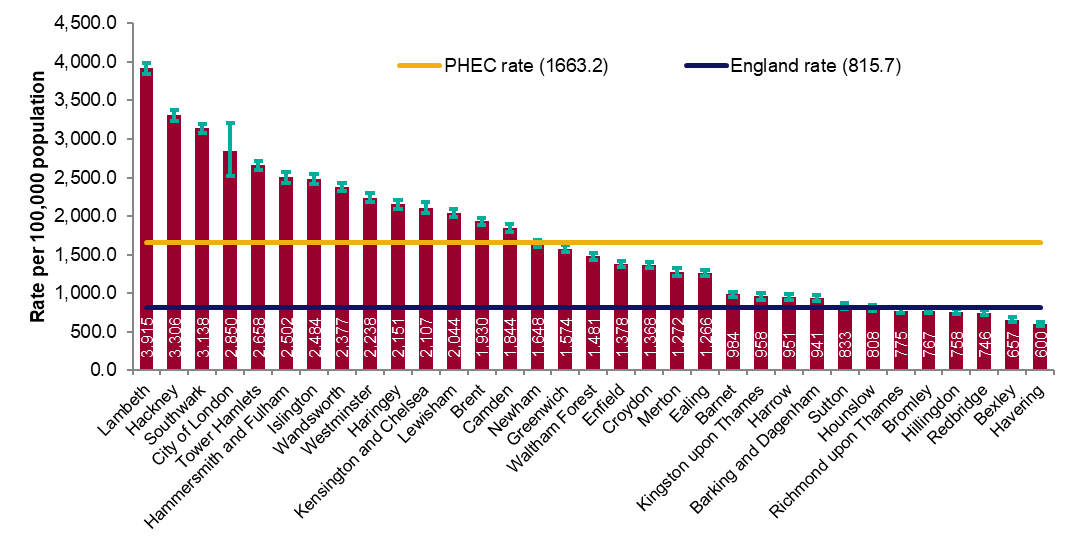 Rate per 100,000 population
4,500.0
4,000.0
3,500.0
3,000.0
2,500.0
2,000.0
1,500.0
1,000.0
500.0
0.0
PHEC rate (1663.2)
England rate (815.7)
3,915
3,306
3,138
2,850
2,658
2,502
2,484
2,377
2,238
2,151
2,107
2,044
1,930
1,844
1,648
1,574
1,481
1,378
1,368
1,272
1,266
984
958
951
941
833
808
775
767
758
746
657
600
Lambeth
Hackney
Southwark
City of London
Tower Hamlets
Hammersmith and Fulham
Islington
Wandsworth
Westminster
Haringey
Kensington and Chelsea
Lewisham
Brent
Camden
Newham
Greenwich
Waltham Forest
Enfield
Croydon
Merton
Ealing
Barnet
Kingston upon Thames
Harrow
Barking and Dagenham
Sutton
Hounslow
Richmond upon Thames
Bromley
Hillingdon
Redbridge
Bexley
Havering